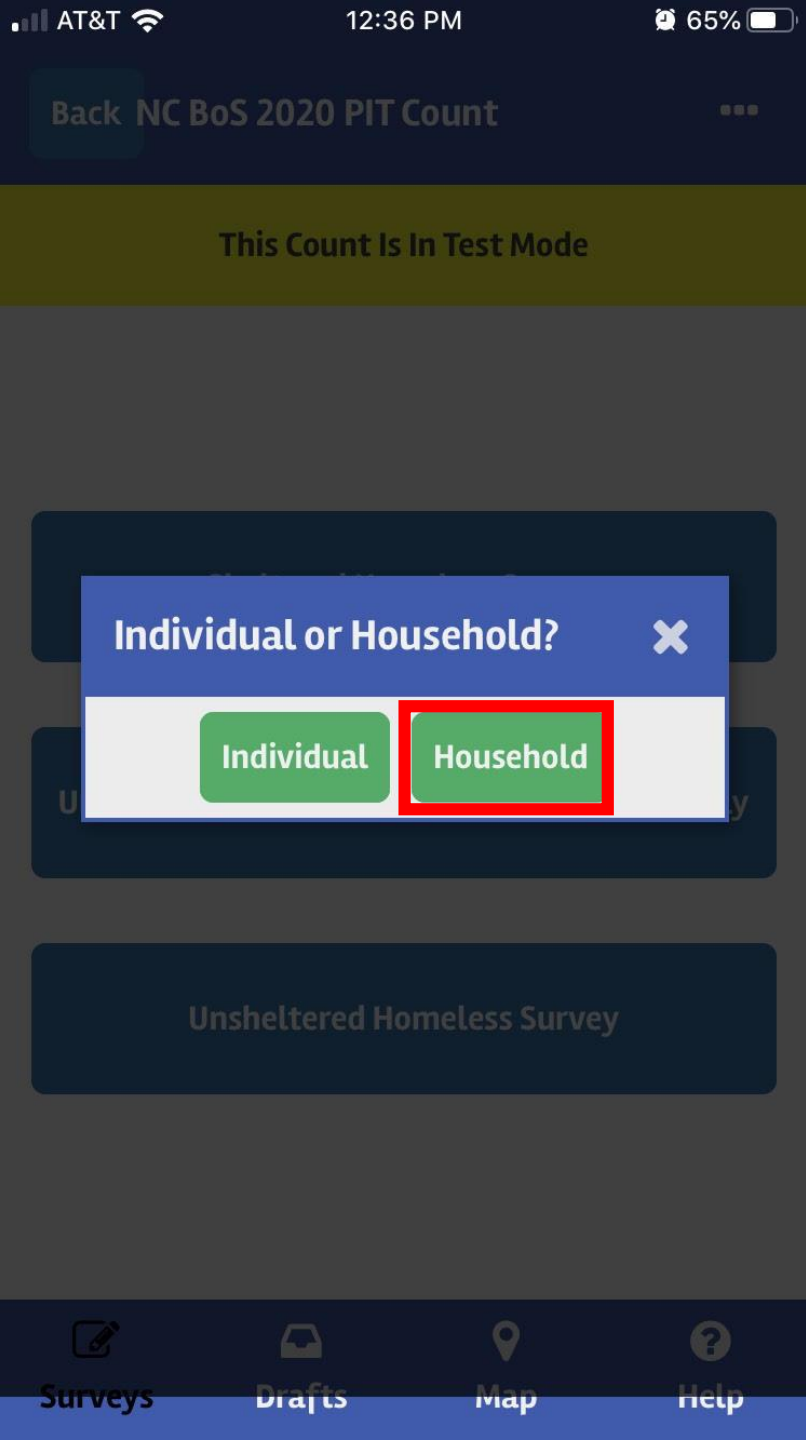 AT&T 12:36 PM 65%
Back NC BoS 2020 PIT Count
This Count Is In Test Mode
Individual or Household?
Individual Household
Unsheltered Homeless Survey
Surveys Drafts Map Help